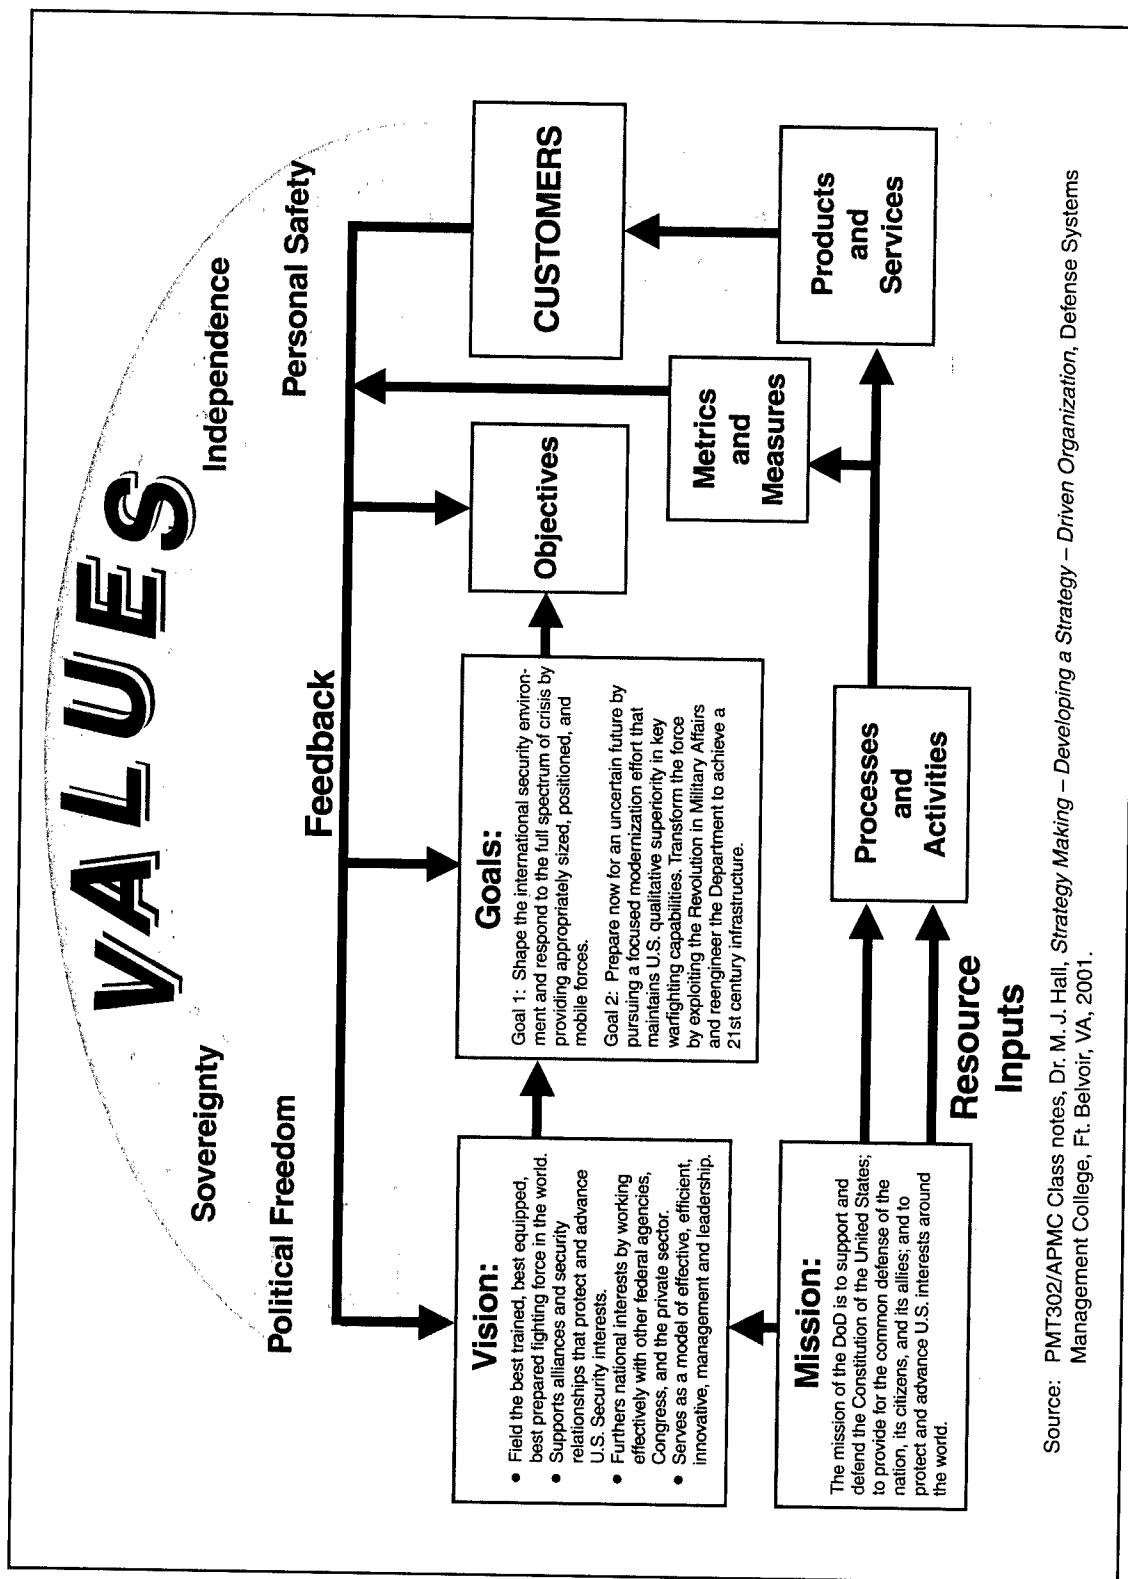 VALUES
Sovereignty
Independence
Political Freedom
Personal Safety
Feedback
Vision:
• Field the best trained, best equipped,
best prepared fighting force in the world.
• Supports alliances and security
relationships that protect and advance
U.S. Security interests.
• Furthers national interests by working
effectively with other federal agencies,
Congress, and the private sector.
• Serves as a model of effective, efficient,
innovative, management and leadership.
Goals:
Goal 1: Shape the international security environ-
ment and respond to the full spectrum of crisis by
providing appropriately sized, positioned, and
mobile forces.
Goal 2: Prepare now for an uncertain future by
pursuing a focused modernization effort that
maintains U.S. qualitative superiority in key
warfighting capabilities. Transform the force
by exploiting the Revolution in Military Affairs
and reengineer the Department to achieve a
21st century infrastructure.
Objectives
CUSTOMERS
Metrics
and
Measures
Mission:
The mission of the DoD is to support and
defend the Constitution of the United States;
to provide for the common defense of the
nation, its citizens, and its allies; and to
protect and advance U.S. interests around
the world.
Resource
Inputs
Processes
and
Activities
Products
and
Services
Source: PMT302/APMC Class notes, Dr. M. J. Hall, Strategy Making – Developing a Strategy – Driven Organization, Defense Systems
Management College, Ft. Belvoir, VA, 2001.